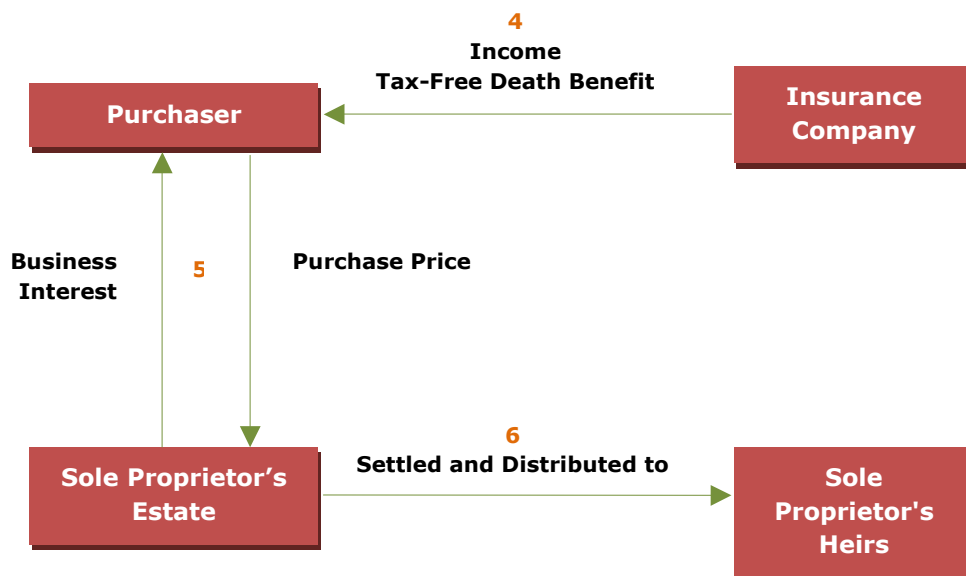 4
Income
Tax-Free Death Benefit
Purchaser
Insurance
Company
Business
Interest
5
Purchase Price
6
Settled and Distributed to
Sole Proprietor’s
Estate
Sole
Proprietor's
Heirs